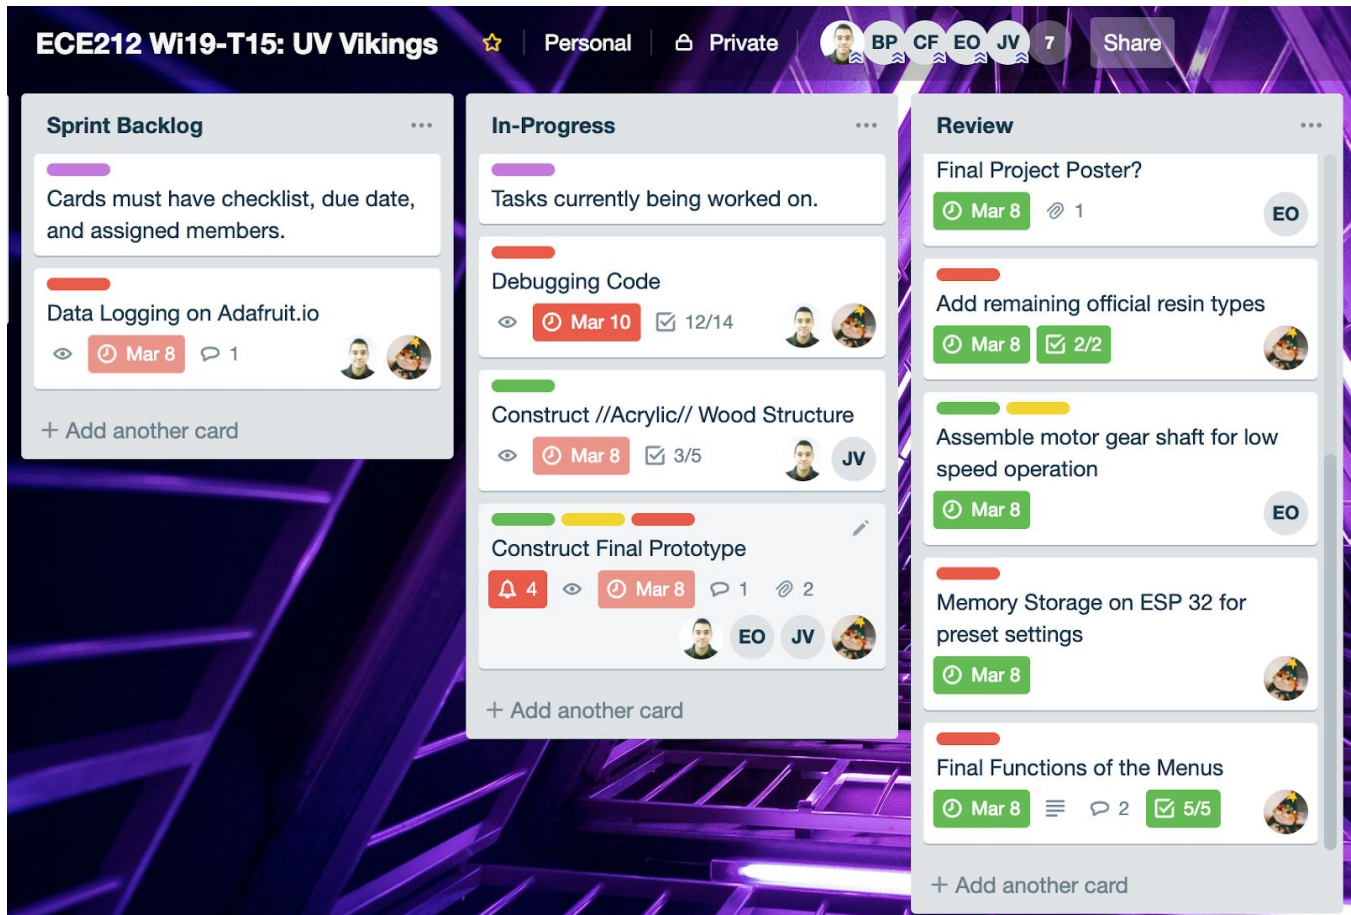 ECE212 Wi19-T15: UV Vikings
Personal
Private
BP
CF
EO
JV
7
Share
Sprint Backlog
Cards must have checklist, due date,
and assigned members.
Data Logging on Adafruit.io
Mar 8
1
+ Add another card
In-Progress
Tasks currently being worked on.
Debugging Code
Mar 10
12/14
Construct //Acrylic// Wood Structure
Mar 8
3/5
JV
Construct Final Prototype
4
Mar 8
1
2
EO
JV
+ Add another card
Review
Final Project Poster?
Mar 8
1
EO
Add remaining official resin types
Mar 8
2/2
Assemble motor gear shaft for low
speed operation
Mar 8
EO
Memory Storage on ESP 32 for
preset settings
Mar 8
Final Functions of the Menus
Mar 8
2
5/5
+ Add another card